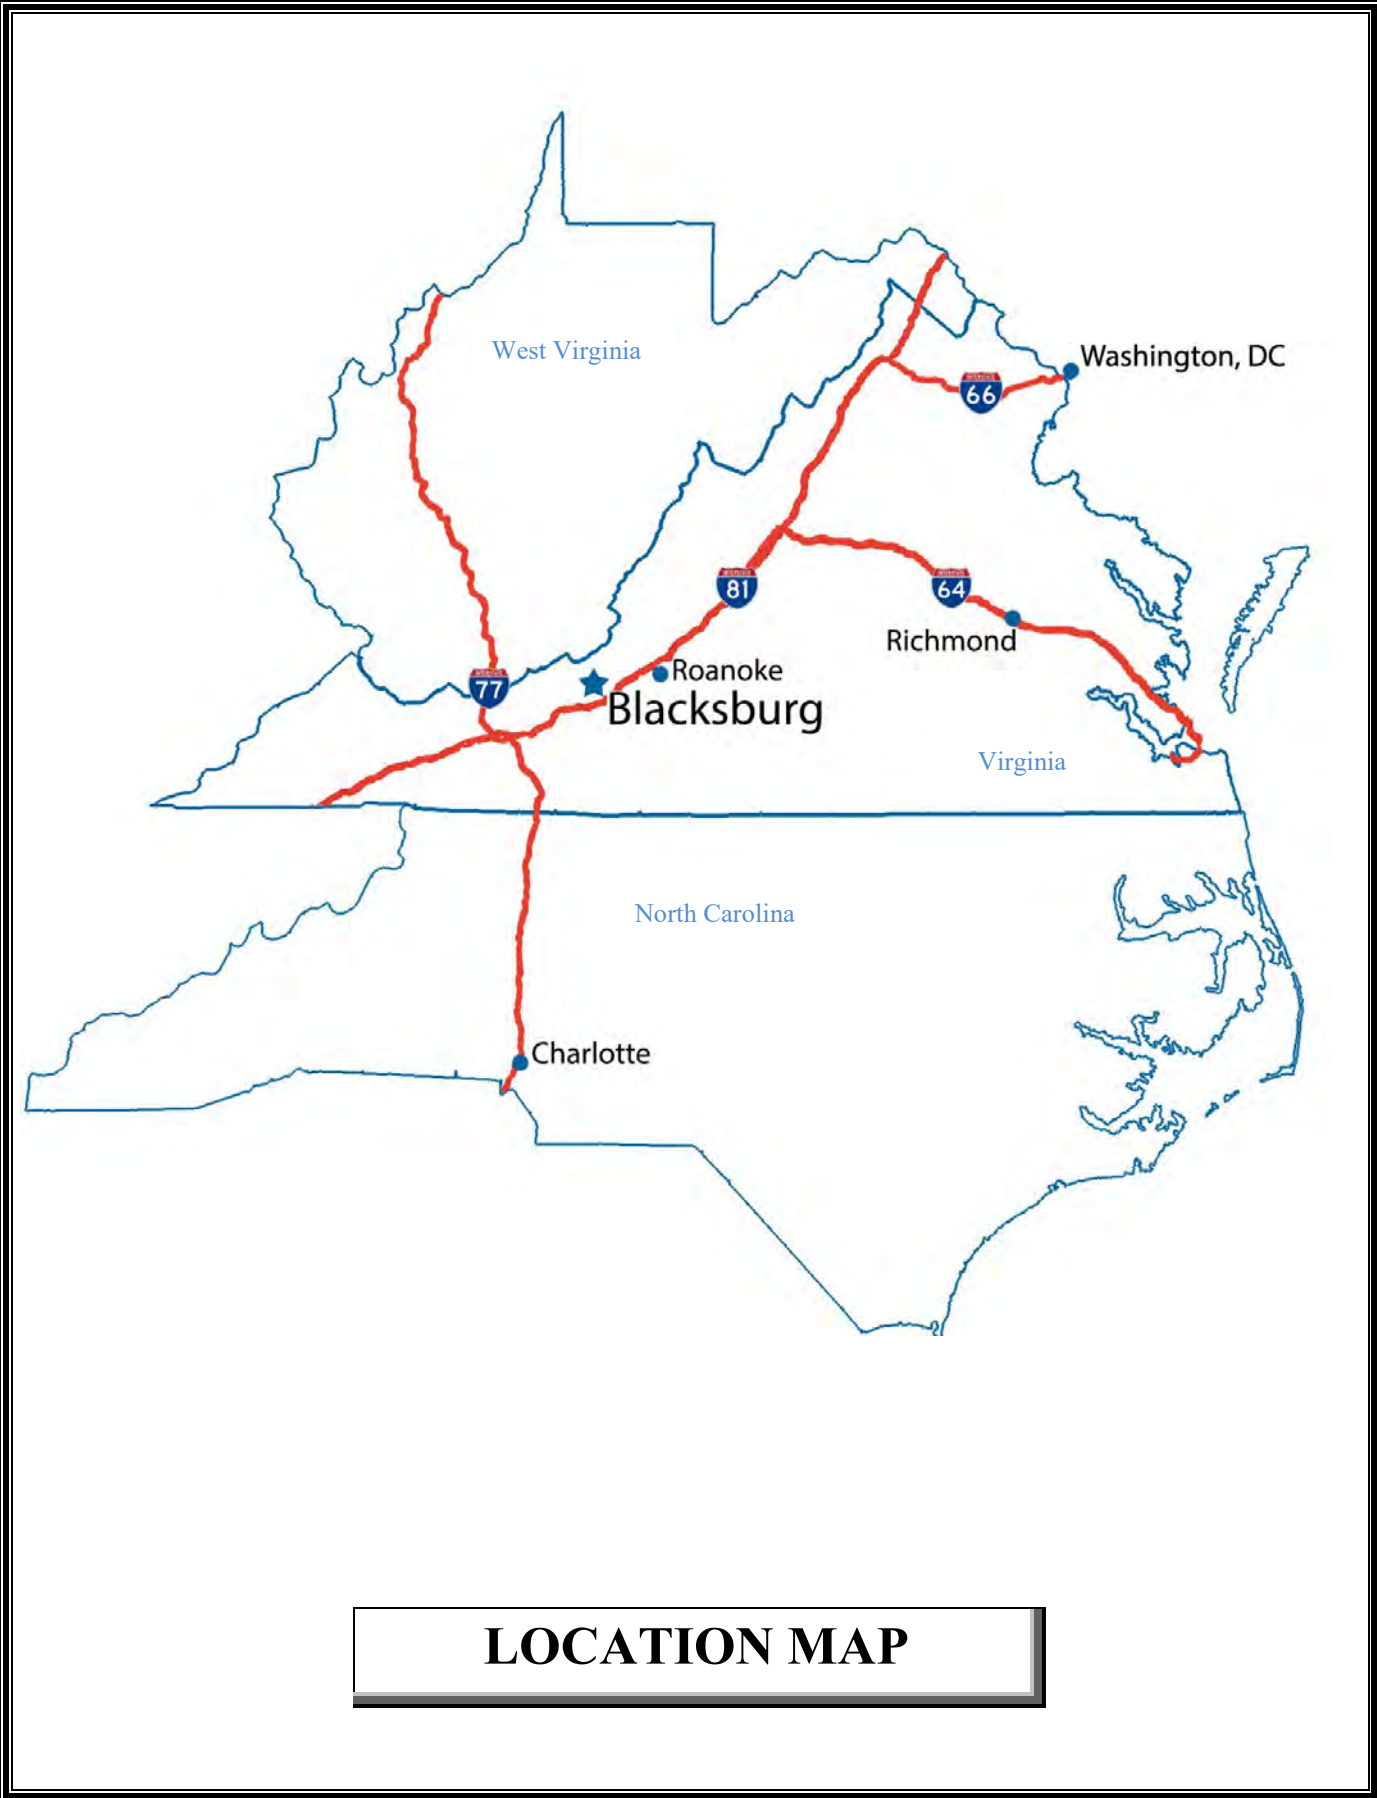 West Virginia
Washington, DC
66
81
64
Richmond
Roanoke
77
Blacksburg
Virginia
North Carolina
Charlotte
LOCATION MAP